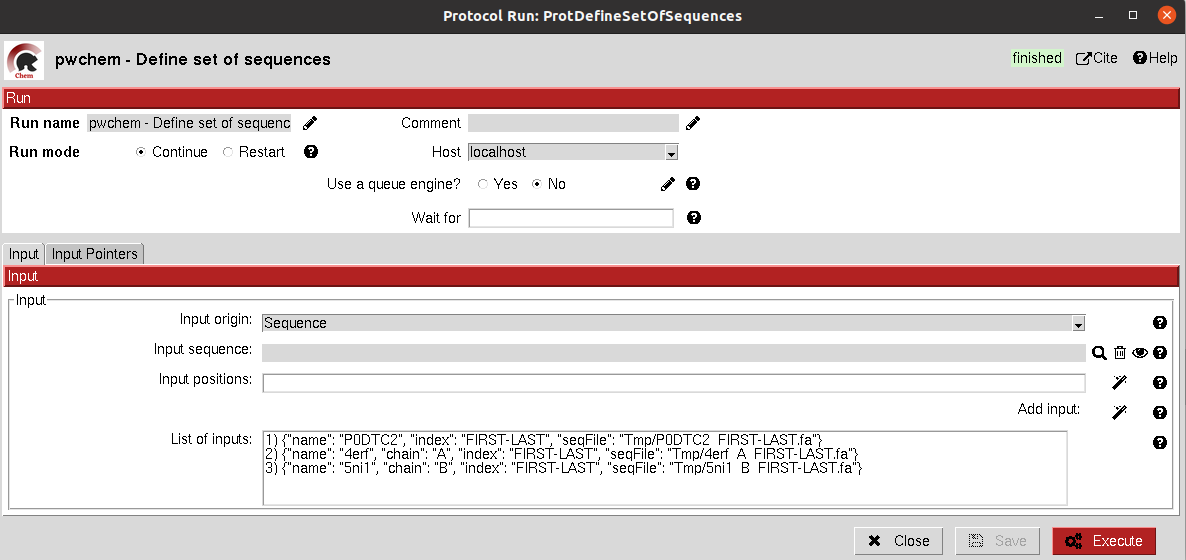 Protocol Run: ProtDefineSetOfSequences
Chem
pwchem - Define set of sequences
finished
Cite
Help
Run
Run name pwchem - Define set of sequenc Comment
Run mode Continue Restart Host localhost
Use a queue engine? Yes No
Wait for
Input Input Pointers
Input
Input
Input origin: Sequence
Input sequence:
Input positions:
Add input:
List of inputs:
1) {"name": "P0DTC2", "index": "FIRST-LAST", "seqFile": "Tmp/P0DTC2_FIRST-LAST.fa"}
2) {"name": "4erf", "chain": "A", "index": "FIRST-LAST", "seqFile": "Tmp/4erf_A_FIRST-LAST.fa"}
3) {"name": "5ni1", "chain": "B", "index": "FIRST-LAST", "seqFile": "Tmp/5ni1_B_FIRST-LAST.fa"}
Close Save Execute